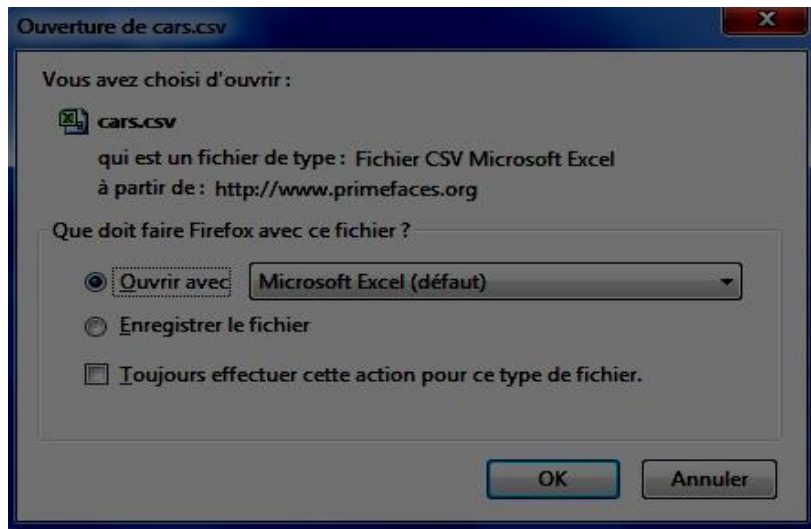 Ouverture de cars.csv
Vous avez choisi d'ouvrir :
cars.csv
qui est un fichier de type : Fichier CSV Microsoft Excel
à partir de : http://www.primefaces.org
Que doit faire Firefox avec ce fichier ?
Ouvrir avec Microsoft Excel (défaut)
Enregistrer le fichier
Toujours effectuer cette action pour ce type de fichier.
OK Annuler